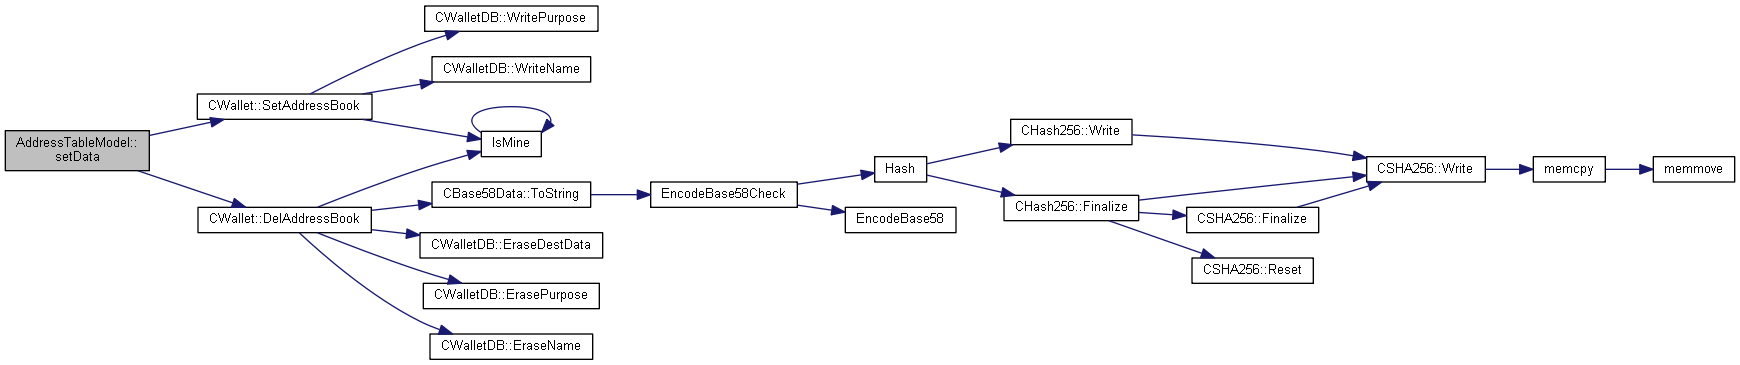 CWalletDB::WritePurpose
CWalletDB::WriteName
CWallet::SetAddressBook
IsMine
AddressTableModel::
setData
CHash256::Write
Hash
CSHA256::Write
memcpy
memmove
CBase58Data::ToString
EncodeBase58Check
CHash256::Finalize
CWallet::DelAddressBook
EncodeBase58
CSHA256::Finalize
CWalletDB::EraseDestData
CSHA256::Reset
CWalletDB::ErasePurpose
CWalletDB::EraseName